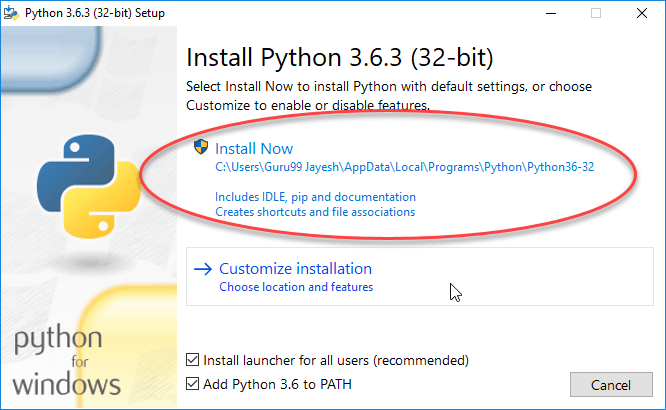 Python 3.6.3 (32-bit) Setup
Install Python 3.6.3 (32-bit)
Select Install Now to install Python with default settings, or choose
Customize to enable or disable features.
Install Now
C:\Users\Guru99 Jayesh\AppData\Local\Programs\Python\Python36-32
Includes IDLE, pip and documentation
Creates shortcuts and file associations
Customize installation
Choose location and features
python
for
windows
Install launcher for all users (recommended)
Add Python 3.6 to PATH
Cancel